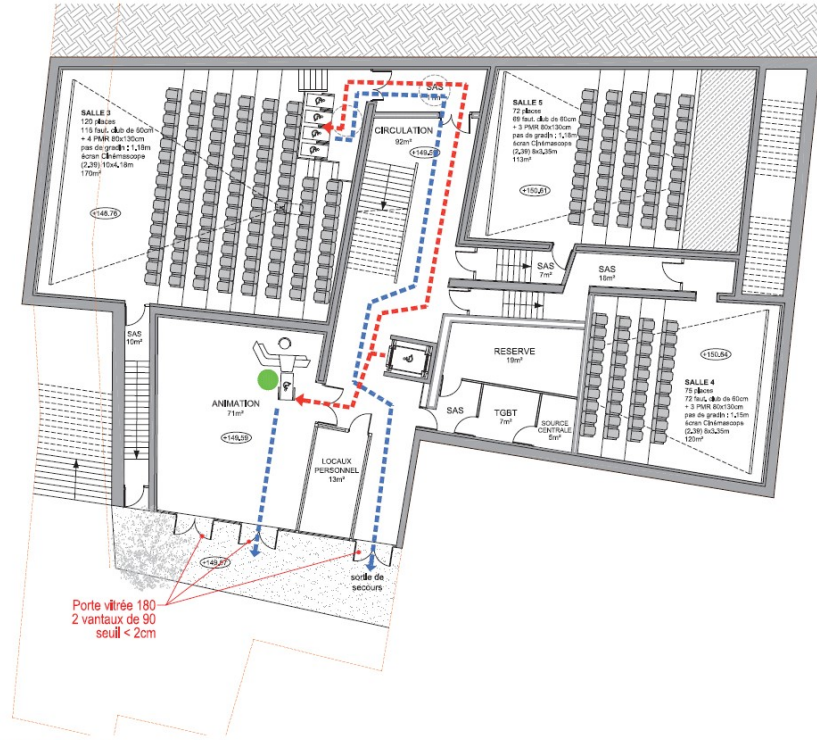 SALLE 3
120 places
116 faut. club de 60cm
+ 4 PMR 80x130cm
pas de gradin : 1.18m
écran Cinémascope
(2.39) 10x4.18m
170m²
+148.76
SAS
CIRCULATION
92m²
SALLE 5
72 places
69 faut. club de 60cm
+ 3 PMR 80x130cm
pas de gradin : 1.18m
écran Cinémascope
(2.39) 8x3.35m
113m²
+150.61
SAS
7m²
SAS
16m²
SAS
10m²
RESERVE
19m²
+150.64
SALLE 4
75 places
72 faut. club de 60cm
+ 3 PMR 80x130cm
pas de gradin : 1.15m
écran Cinémascope
(2.39) 8x3.35m
120m²
ANIMATION
71m²
+149.59
SAS
TGBT
7m²
SOURCE
CENTRALE
5m²
LOCAUX
PERSONNEL
13m²
+149.57
sortie de
secours
Porte vitrée 180
2 vantaux de 90
seuil < 2cm